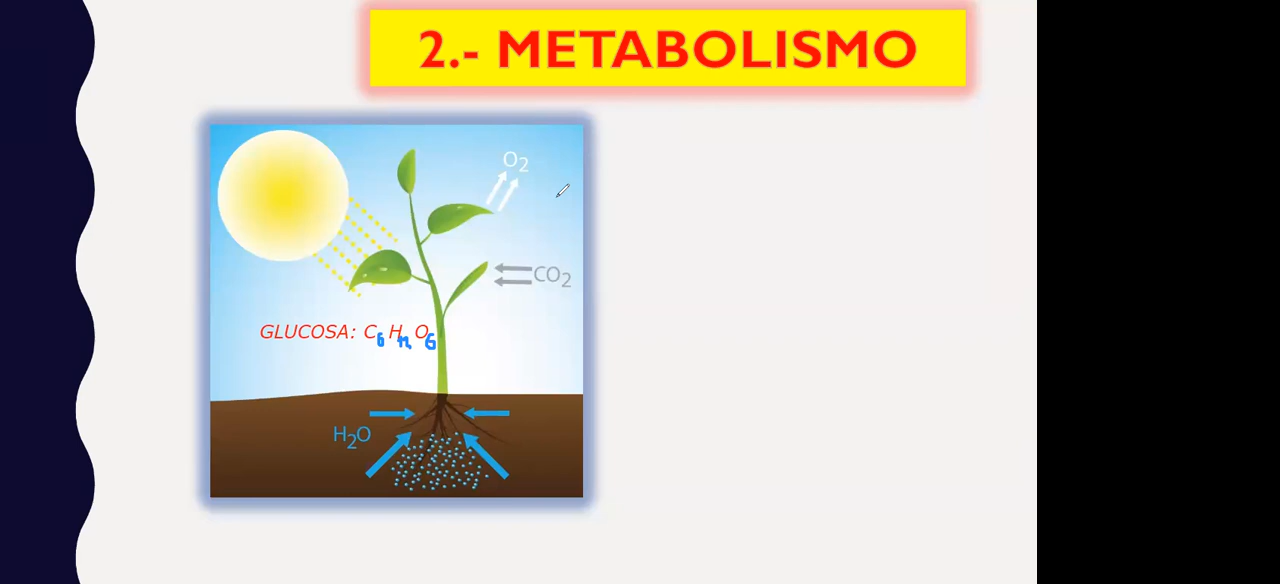 2.- METABOLISMO
O2
CO2
GLUCOSA: C6 H12 O6
H2O